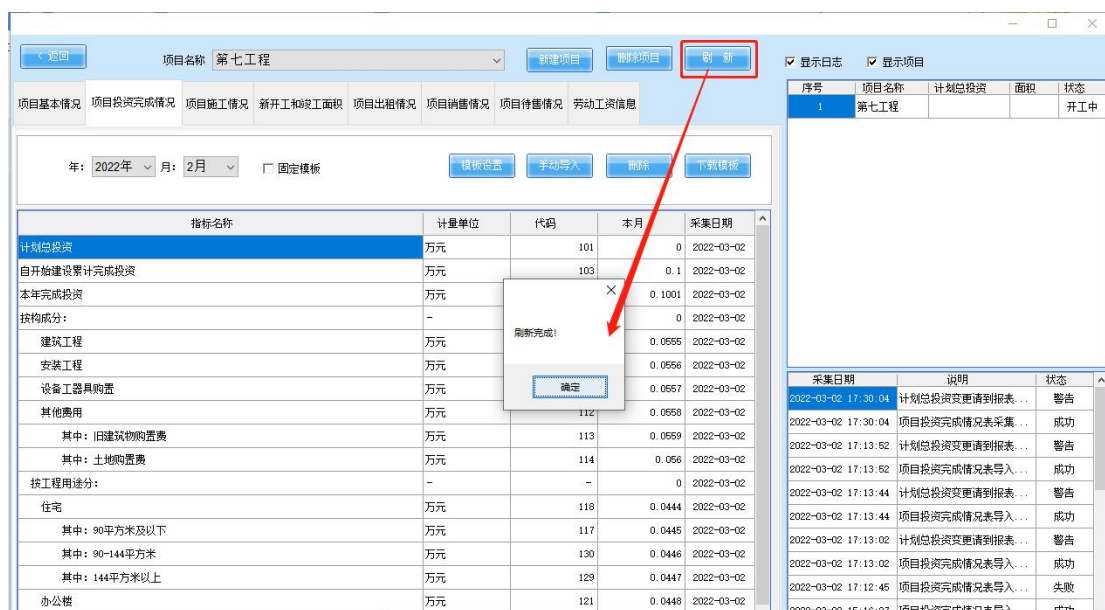 < 返回 项目名称 第七工程 新建项目 删除项目 刷 新 显示日志 显示项目
项目基本情况 项目投资完成情况 项目施工情况 新开工和竣工面积 项目出租情况 项目销售情况 项目待售情况 劳动工资信息
序号 项目名称 计划总投资 面积 状态
1 第七工程 开工中
年: 2022年 月: 2月 固定模板 模板设置 手动导入 删除 下载模板
指标名称 计量单位 代码 本月 采集日期
计划总投资 万元 101 0 2022-03-02
自开始建设累计完成投资 万元 103 0.1 2022-03-02
本年完成投资 万元 0.1001 2022-03-02
按构成分: - 0 2022-03-02
建筑工程 万元 0.0555 2022-03-02
安装工程 万元 0.0556 2022-03-02
设备工器具购置 万元 0.0557 2022-03-02
其他费用 万元 112 0.0558 2022-03-02
其中: 旧建筑物购置费 万元 113 0.0559 2022-03-02
其中: 土地购置费 万元 114 0.056 2022-03-02
按工程用途分: - - 0 2022-03-02
住宅 万元 118 0.0444 2022-03-02
其中: 90平方米及以下 万元 117 0.0445 2022-03-02
其中: 90-144平方米 万元 130 0.0446 2022-03-02
其中: 144平方米以上 万元 129 0.0447 2022-03-02
办公楼 万元 121 0.0448 2022-03-02
刷新完成!
确定
采集日期 说明 状态
2022-03-02 17:30:04 计划总投资变更请到报表... 警告
2022-03-02 17:30:04 项目投资完成情况表采集... 成功
2022-03-02 17:13:52 计划总投资变更请到报表... 警告
2022-03-02 17:13:52 项目投资完成情况表导入... 成功
2022-03-02 17:13:44 计划总投资变更请到报表... 警告
2022-03-02 17:13:44 项目投资完成情况表导入... 成功
2022-03-02 17:13:02 计划总投资变更请到报表... 警告
2022-03-02 17:13:02 项目投资完成情况表导入... 成功
2022-03-02 17:12:45 项目投资完成情况表导入... 失败